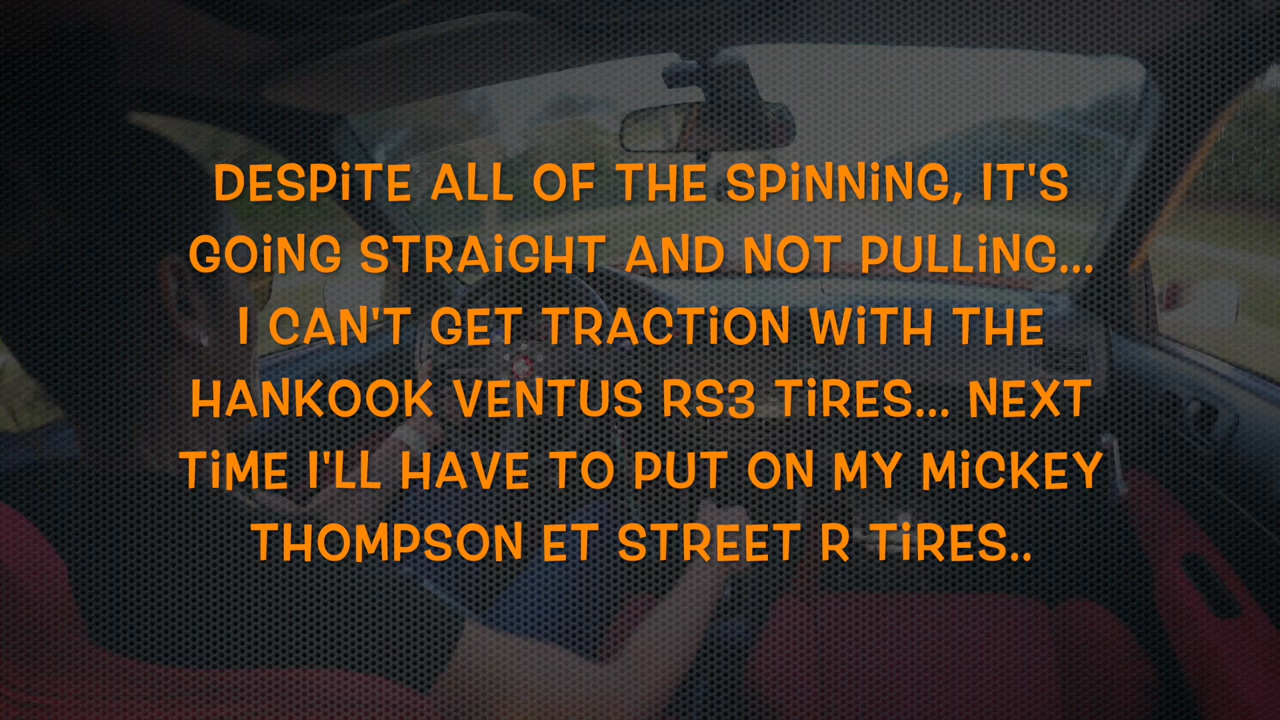 DESPiTE ALL OF THE SPiNNiNG, IT'S
GOiNG STRAiGHT AND NOT PULLiNG...
I CAN'T GET TRACTiON WiTH THE
HANKOOK VENTUS RS3 TiRES... NEXT
TiME I'LL HAVE TO PUT ON MY MiCKEY
THOMPSON ET STREET R TiRES..